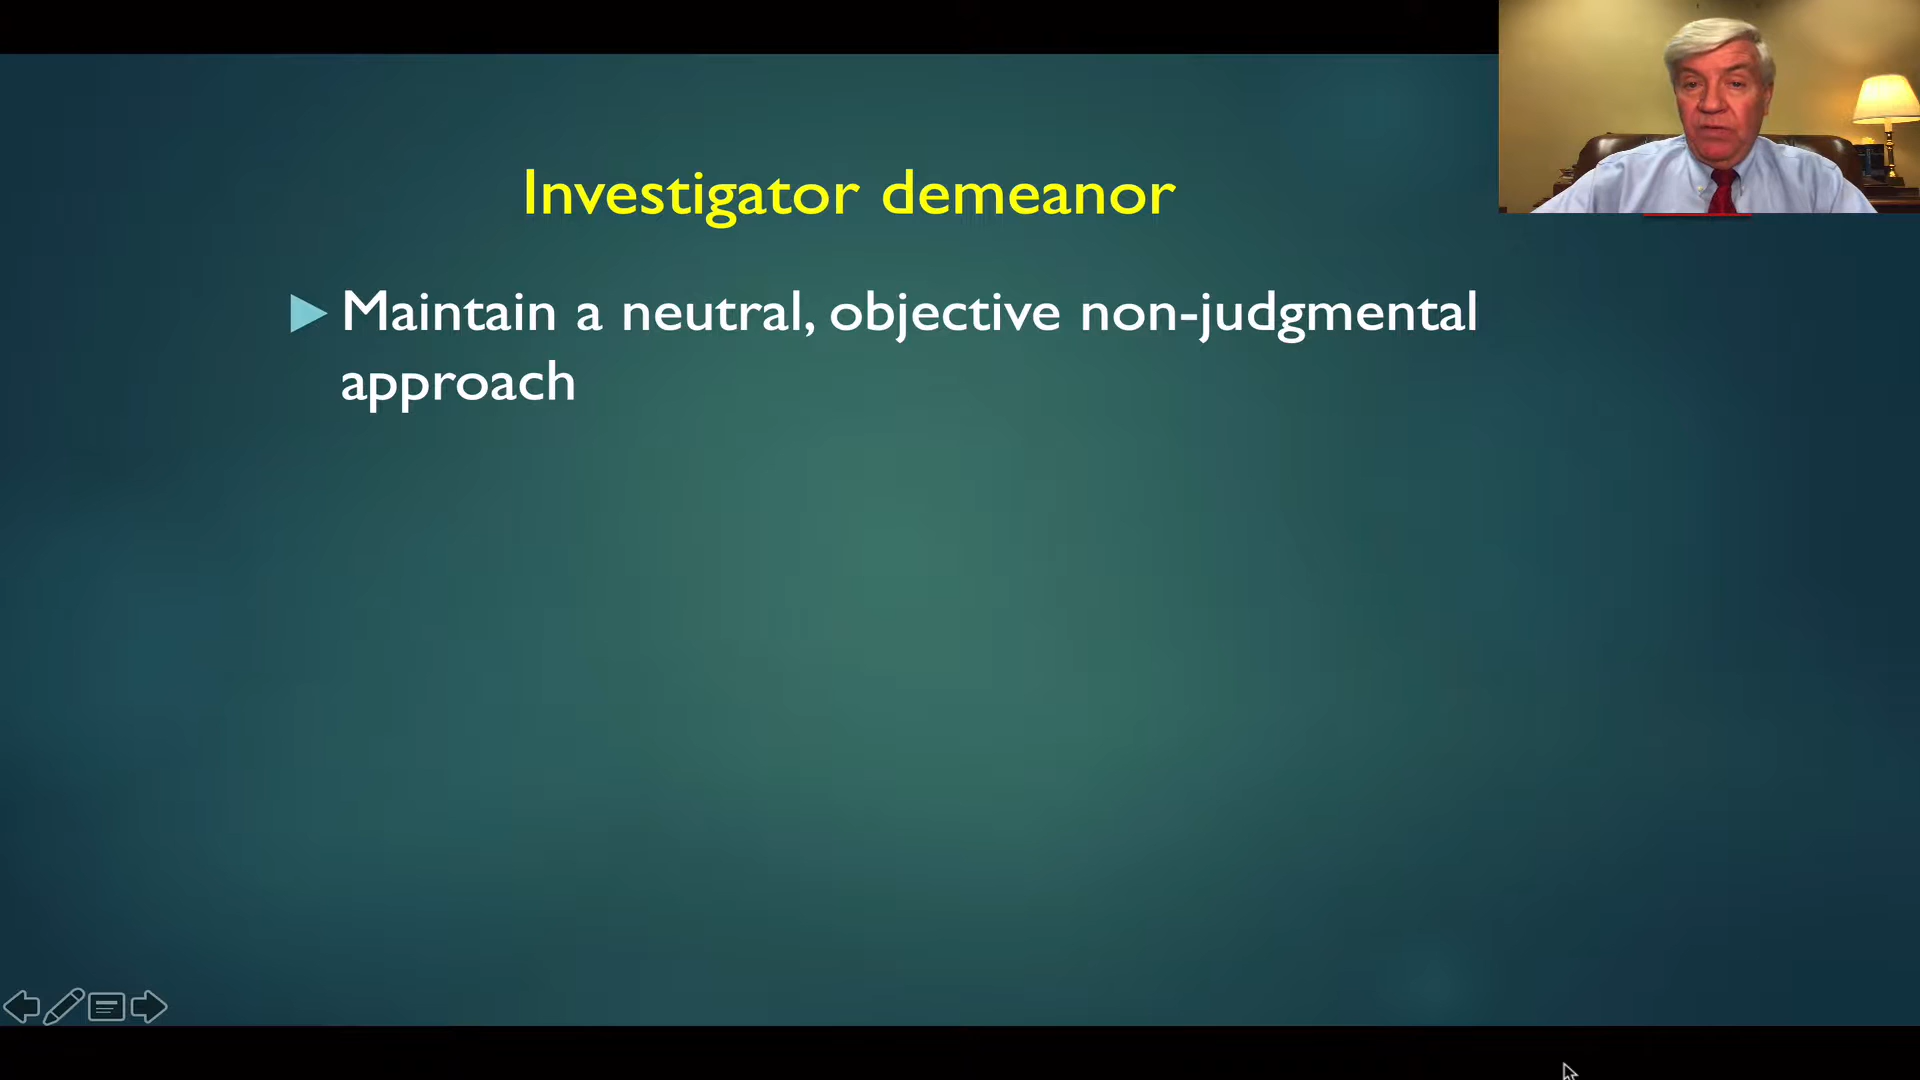 Investigator demeanor
Maintain a neutral, objective non-judgmental
approach